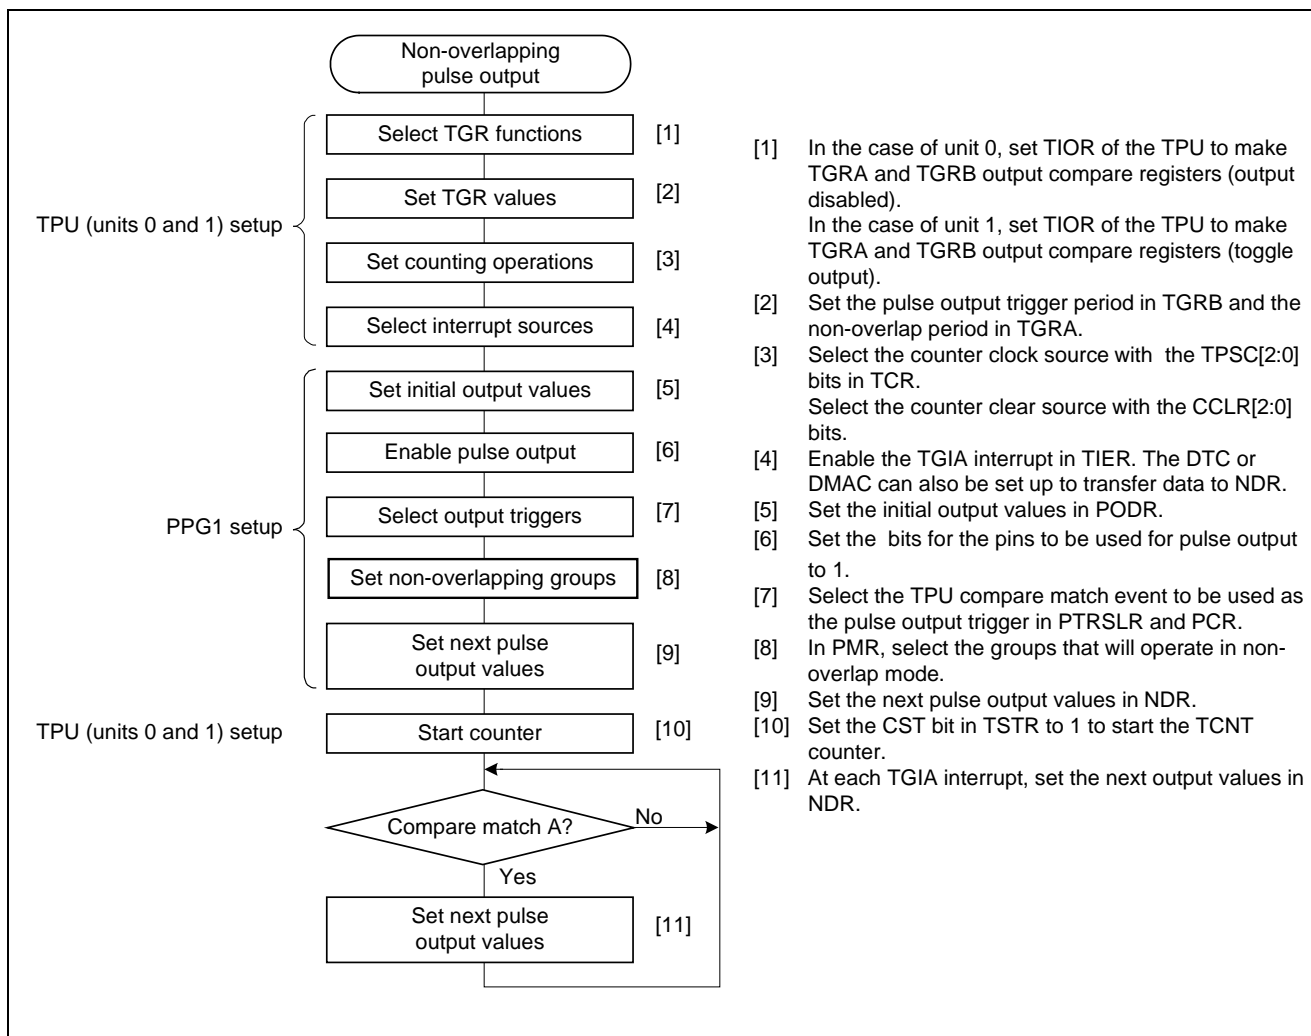 Non-overlapping
pulse output
Select TGR functions
[1]
Set TGR values
[2]
TPU (units 0 and 1) setup
Set counting operations
[3]
Select interrupt sources
[4]
Set initial output values
[5]
Enable pulse output
[6]
PPG1 setup
Select output triggers
[7]
Set non-overlapping groups
[8]
Set next pulse
output values
[9]
TPU (units 0 and 1) setup
Start counter
[10]
Compare match A?
No
Yes
Set next pulse
output values
[11]
[1] In the case of unit 0, set TIOR of the TPU to make
TGRA and TGRB output compare registers (output
disabled).
In the case of unit 1, set TIOR of the TPU to make
TGRA and TGRB output compare registers (toggle
output).
[2] Set the pulse output trigger period in TGRB and the
non-overlap period in TGRA.
[3] Select the counter clock source with the TPSC[2:0]
bits in TCR.
Select the counter clear source with the CCLR[2:0]
bits.
[4] Enable the TGIA interrupt in TIER. The DTC or
DMAC can also be set up to transfer data to NDR.
[5] Set the initial output values in PODR.
[6] Set the bits for the pins to be used for pulse output
to 1.
[7] Select the TPU compare match event to be used as
the pulse output trigger in PTRSLR and PCR.
[8] In PMR, select the groups that will operate in non-
overlap mode.
[9] Set the next pulse output values in NDR.
[10] Set the CST bit in TSTR to 1 to start the TCNT
counter.
[11] At each TGIA interrupt, set the next output values in
NDR.